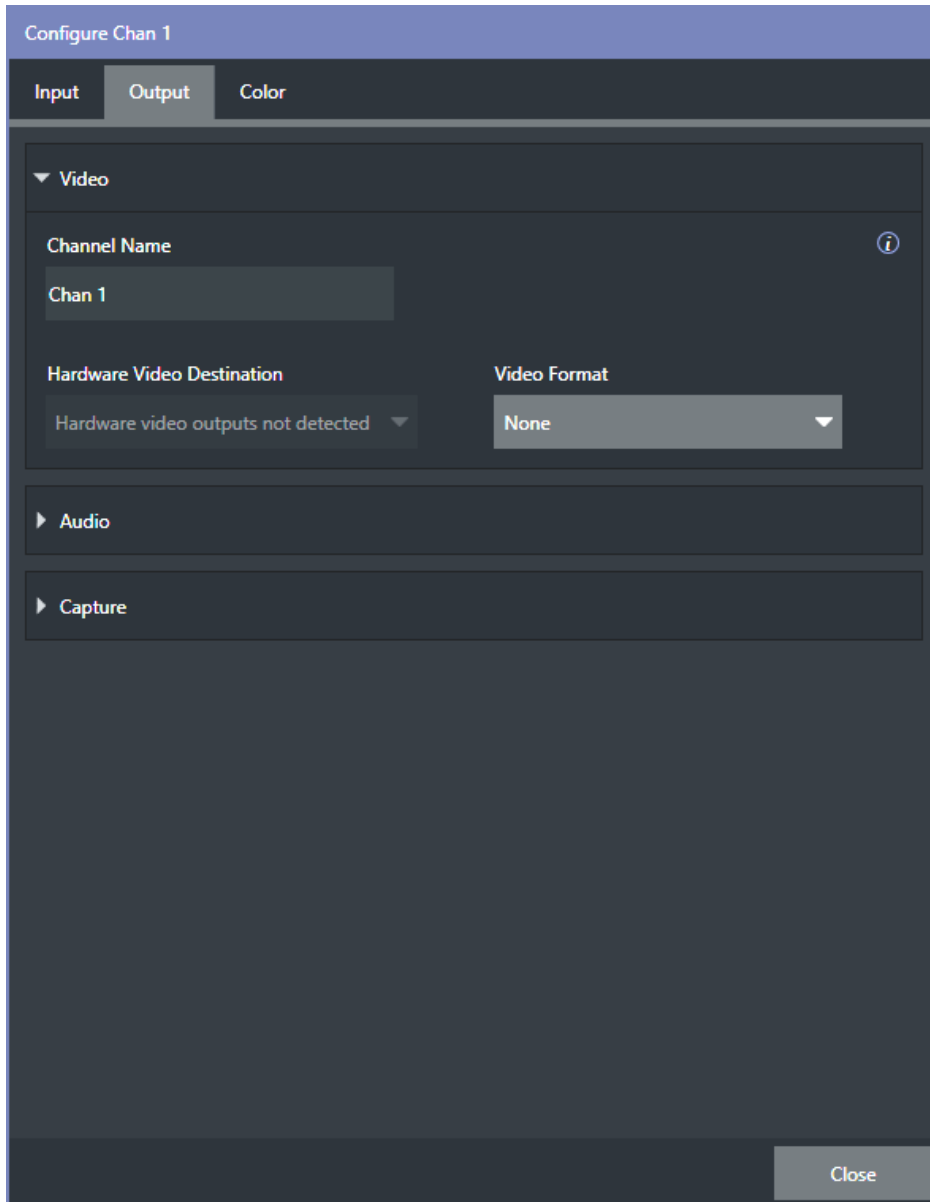 Configure Chan 1
Input Output Color
Video
Channel Name
Chan 1
Hardware Video Destination Video Format
Hardware video outputs not detected None
Audio
Capture
Close